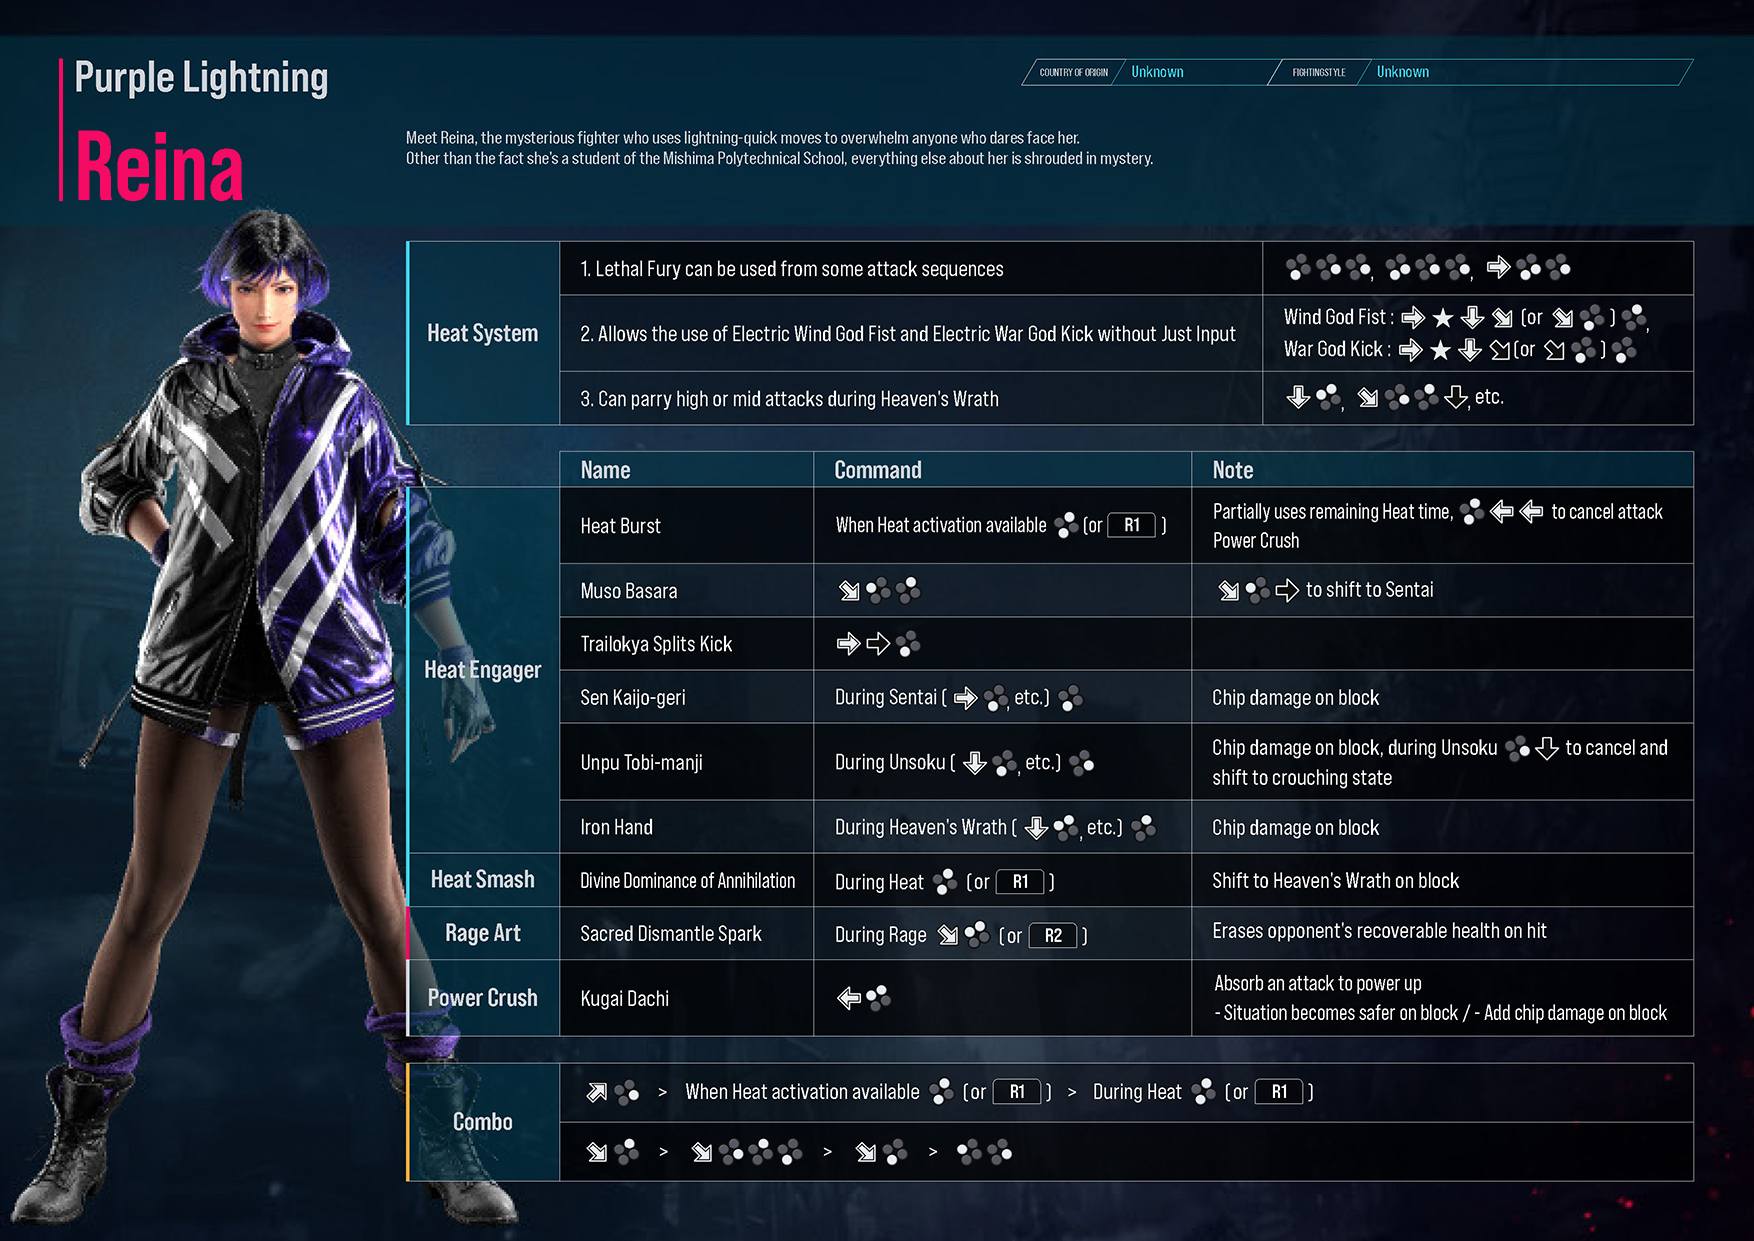 Purple Lightning
Reina
COUNTRY OF ORIGIN Unknown FIGHTINGSTYLE Unknown
Meet Reina, the mysterious fighter who uses lightning-quick moves to overwhelm anyone who dares face her.
Other than the fact she's a student of the Mishima Polytechnical School, everything else about her is shrouded in mystery.
Heat System
1. Lethal Fury can be used from some attack sequences , , ➡
2. Allows the use of Electric Wind God Fist and Electric War God Kick without Just Input
Wind God Fist : ➡ ★ ⬇ ↘ (or ↘ ) ,
War God Kick : ➡ ★ ⬇ ↘ (or ↘ )
3. Can parry high or mid attacks during Heaven's Wrath ⬇ , ↘ ⬇ , etc.
Name Command Note
Heat Engager
Heat Burst When Heat activation available (or R1 )
Partially uses remaining Heat time, ⬅ ⬅ to cancel attack
Power Crush
Muso Basara ↘ ↘ ➡ to shift to Sentai
Trailokya Splits Kick ➡ ➡
Sen Kaijo-geri During Sentai ( ➡ , etc.) Chip damage on block
Unpu Tobi-manji During Unsoku ( ⬇ , etc.)
Chip damage on block, during Unsoku ⬇ to cancel and
shift to crouching state
Iron Hand During Heaven's Wrath ( ⬇ , etc.) Chip damage on block
Heat Smash Divine Dominance of Annihilation During Heat (or R1 ) Shift to Heaven's Wrath on block
Rage Art Sacred Dismantle Spark During Rage ↘ (or R2 ) Erases opponent's recoverable health on hit
Power Crush Kugai Dachi ⬅
Absorb an attack to power up
- Situation becomes safer on block / - Add chip damage on block
Combo
↗ > When Heat activation available (or R1 ) > During Heat (or R1 )
↘ > ↘ > ↘ >